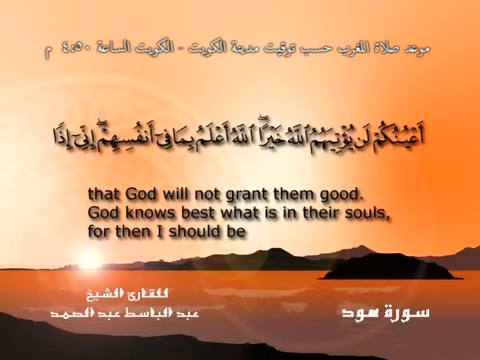 موعد صلاة المغرب حسب توقيت مدينة الكويت - الكويت الساعة ٤:٥٠ م
أَعْيُنُكُمْ لَن يُؤْتِيَهُمُ ٱللَّهُ خَيْرًا ۖ ٱللَّهُ أَعْلَمُ بِمَا فِىٓ أَنفُسِهِمْ ۖ إِنِّىٓ إِذًا
that God will not grant them good.
God knows best what is in their souls,
for then I should be
للقارئ الشيخ
عبد الباسط عبد الصمد
سورة هود